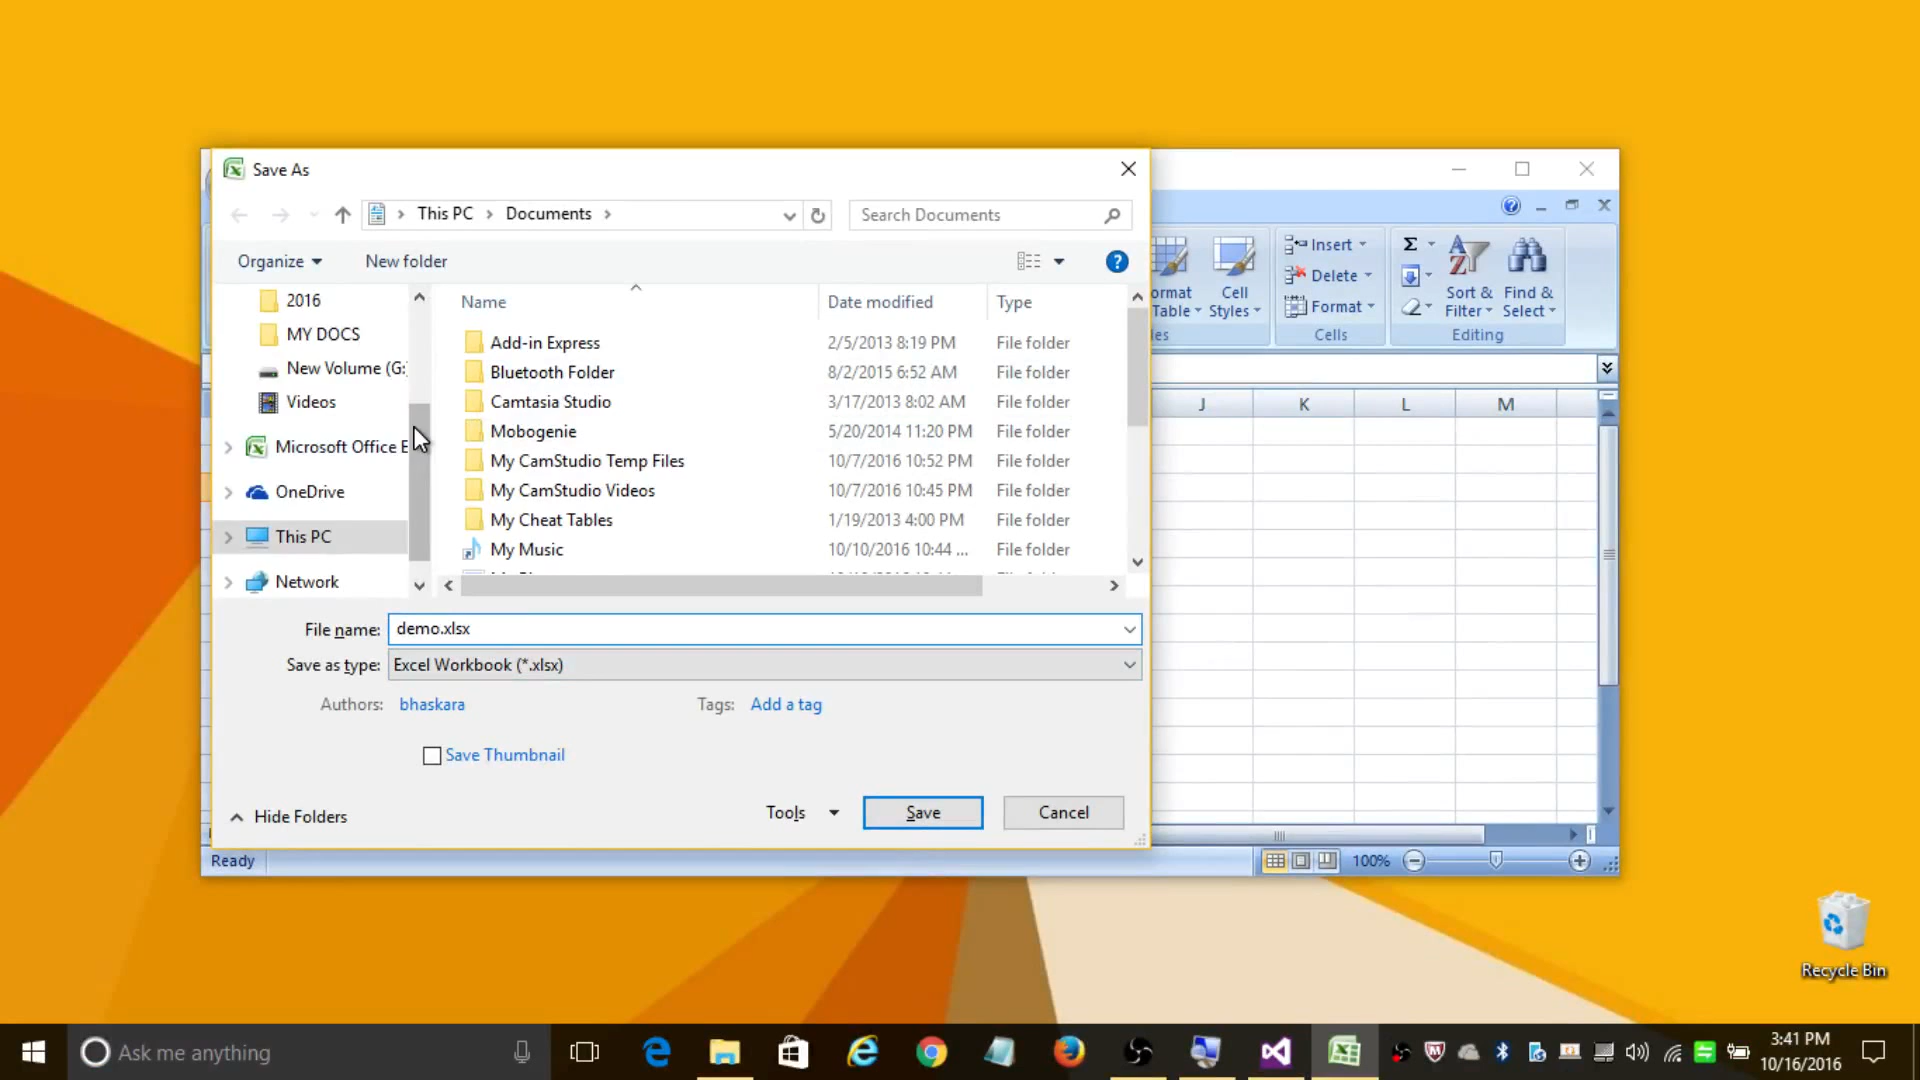 Save As
This PC
Documents
Search Documents
Organize
New folder
2016
MY DOCS
New Volume (G:
Videos
Microsoft Office E
OneDrive
This PC
Network
Name
Date modified
Type
Add-in Express 2/5/2013 8:19 PM File folder
Bluetooth Folder 8/2/2015 6:52 AM File folder
Camtasia Studio 3/17/2013 8:02 AM File folder
Mobogenie 5/20/2014 11:20 PM File folder
My CamStudio Temp Files 10/7/2016 10:52 PM File folder
My CamStudio Videos 10/7/2016 10:45 PM File folder
My Cheat Tables 1/19/2013 4:00 PM File folder
My Music 10/10/2016 10:44 ... File folder
File name: demo.xlsx
Save as type: Excel Workbook (*.xlsx)
Authors: bhaskara
Tags: Add a tag
Save Thumbnail
Hide Folders
Tools
Save
Cancel
ormat
Table
Cell
Styles
les
Insert
Delete
Format
Cells
Σ
Sort &
Filter
Find &
Select
Editing
J K L M
Ready
100%
Recycle Bin
Ask me anything
3:41 PM
10/16/2016